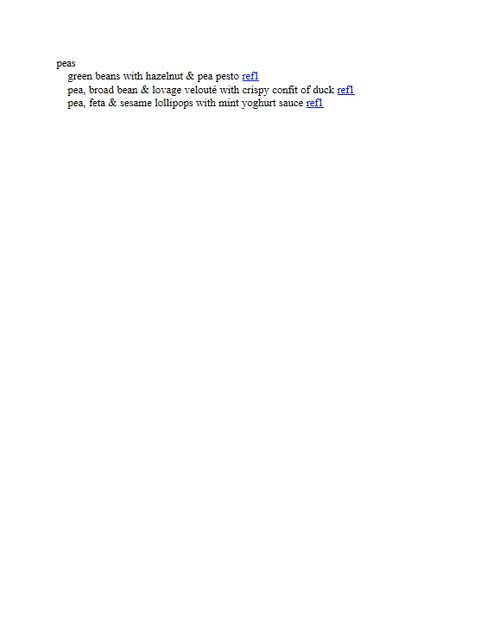 peas
green beans with hazelnut & pea pesto ref1
pea, broad bean & lovage velouté with crispy confit of duck ref1
pea, feta & sesame lollipops with mint yoghurt sauce ref1